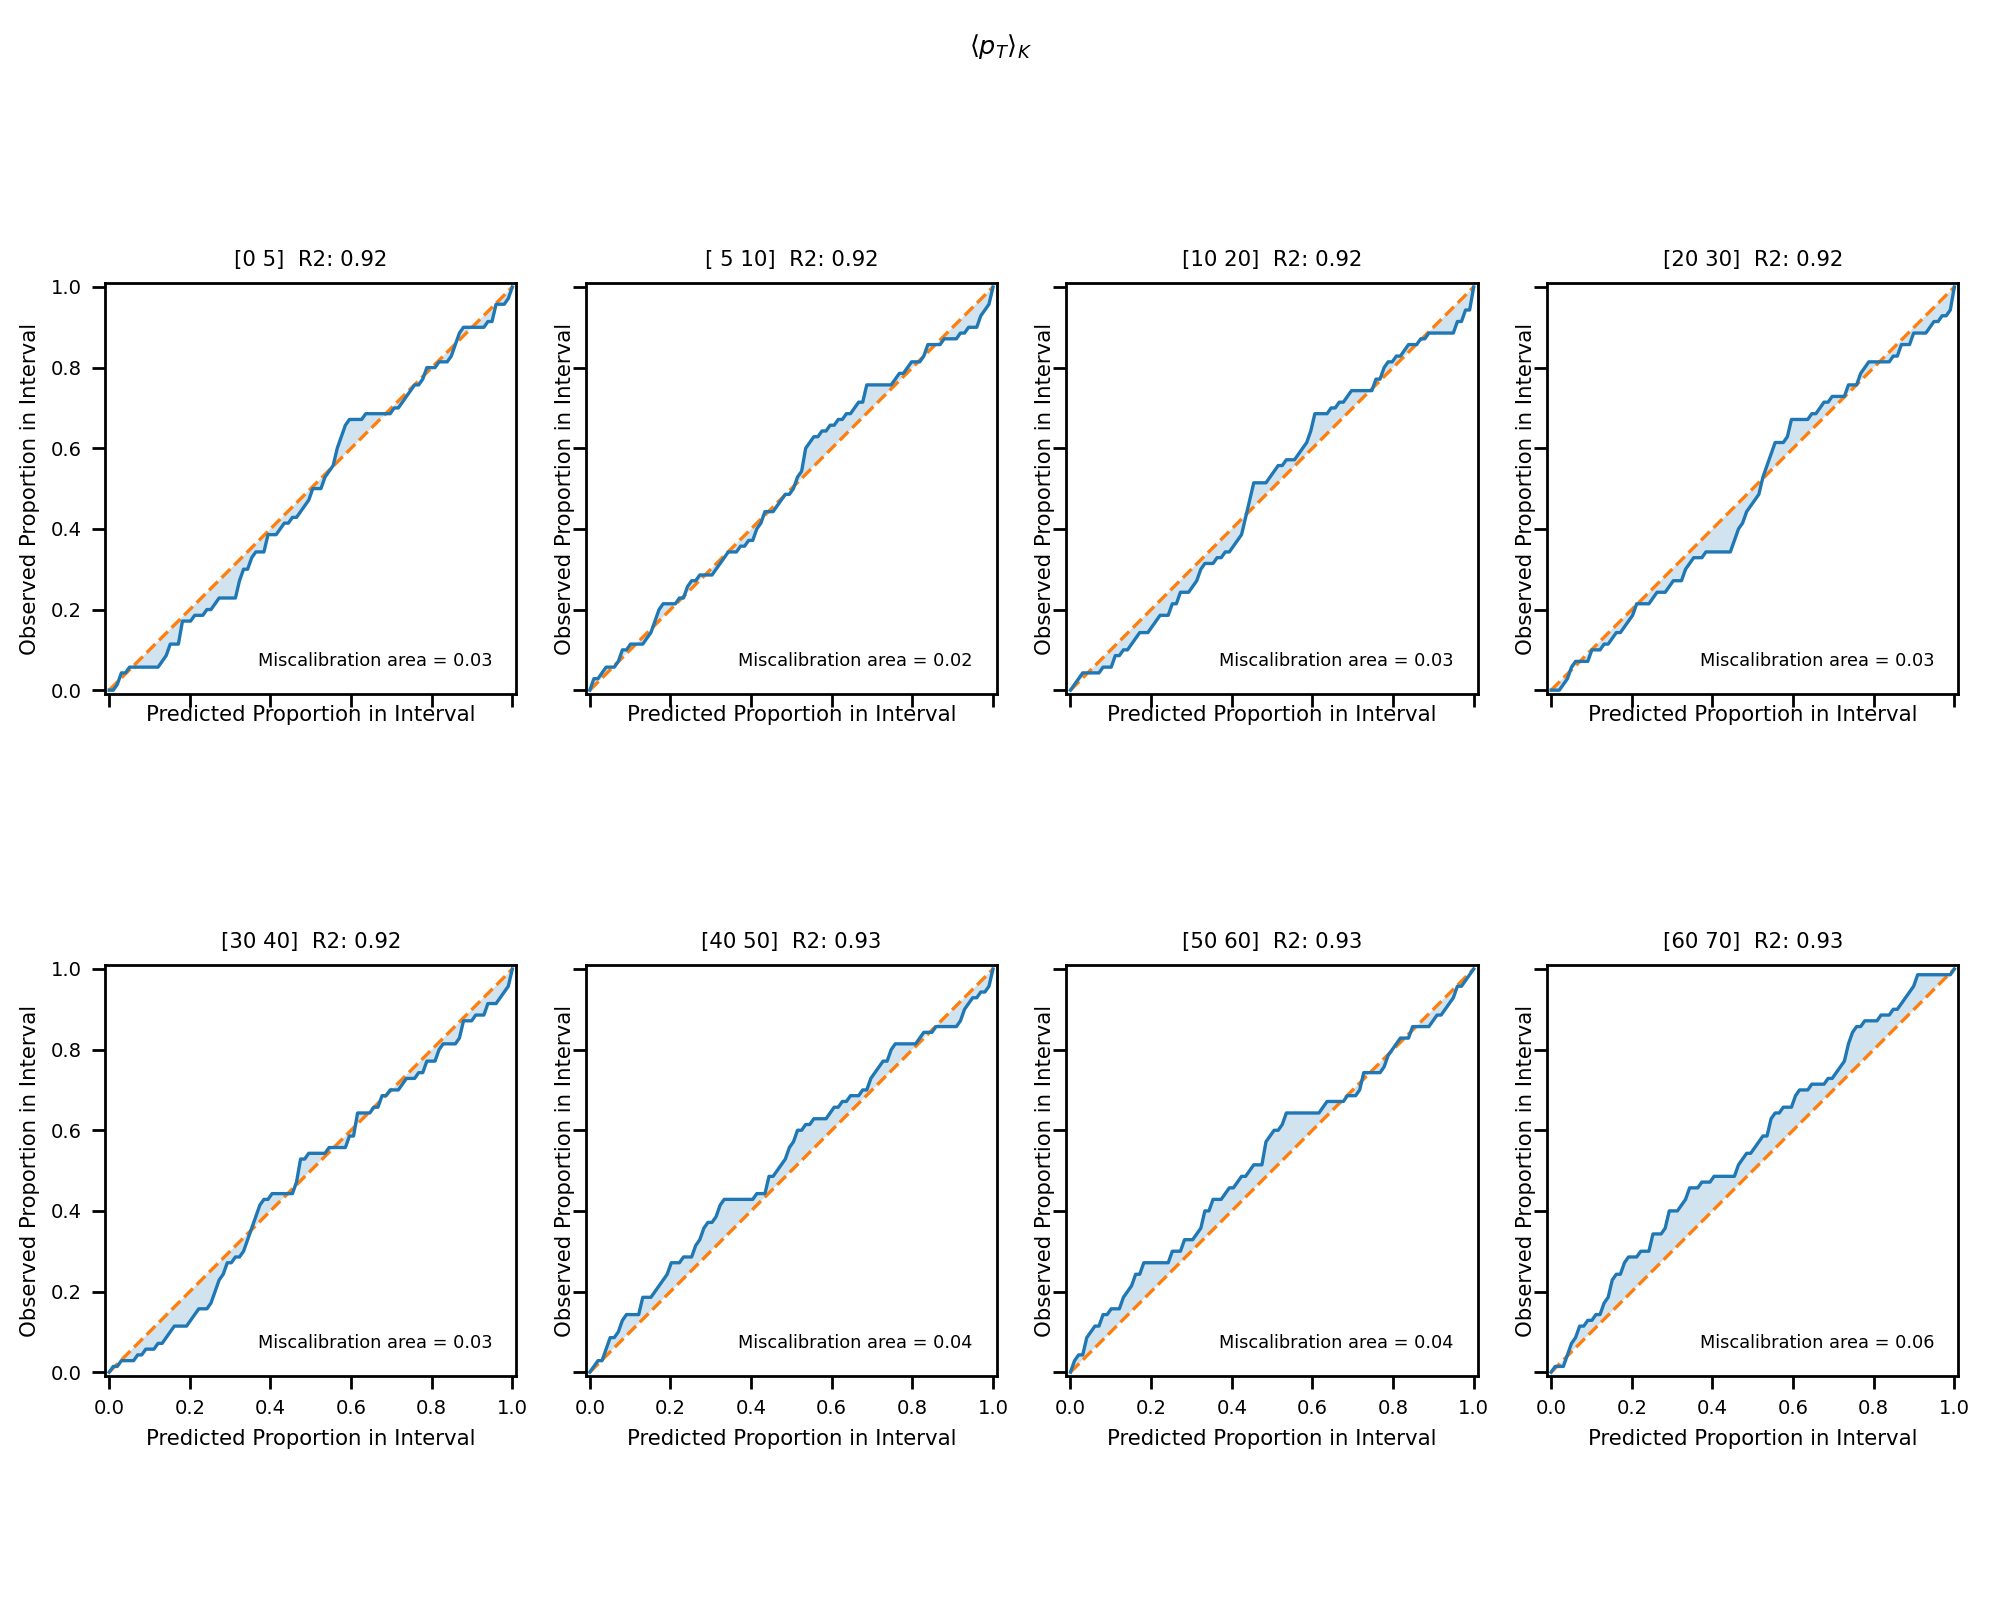 ⟨p_T⟩_K
[0 5]  R2: 0.92
[ 5 10]  R2: 0.92
[10 20]  R2: 0.92
[20 30]  R2: 0.92
Observed Proportion in Interval
1.0
0.8
0.6
0.4
0.2
0.0
Miscalibration area = 0.03
Predicted Proportion in Interval
Observed Proportion in Interval
Miscalibration area = 0.02
Predicted Proportion in Interval
Observed Proportion in Interval
Miscalibration area = 0.03
Predicted Proportion in Interval
Observed Proportion in Interval
Miscalibration area = 0.03
Predicted Proportion in Interval
[30 40]  R2: 0.92
[40 50]  R2: 0.93
[50 60]  R2: 0.93
[60 70]  R2: 0.93
Observed Proportion in Interval
1.0
0.8
0.6
0.4
0.2
0.0
Miscalibration area = 0.03
0.0 0.2 0.4 0.6 0.8 1.0
Predicted Proportion in Interval
Observed Proportion in Interval
Miscalibration area = 0.04
0.0 0.2 0.4 0.6 0.8 1.0
Predicted Proportion in Interval
Observed Proportion in Interval
Miscalibration area = 0.04
0.0 0.2 0.4 0.6 0.8 1.0
Predicted Proportion in Interval
Observed Proportion in Interval
Miscalibration area = 0.06
0.0 0.2 0.4 0.6 0.8 1.0
Predicted Proportion in Interval